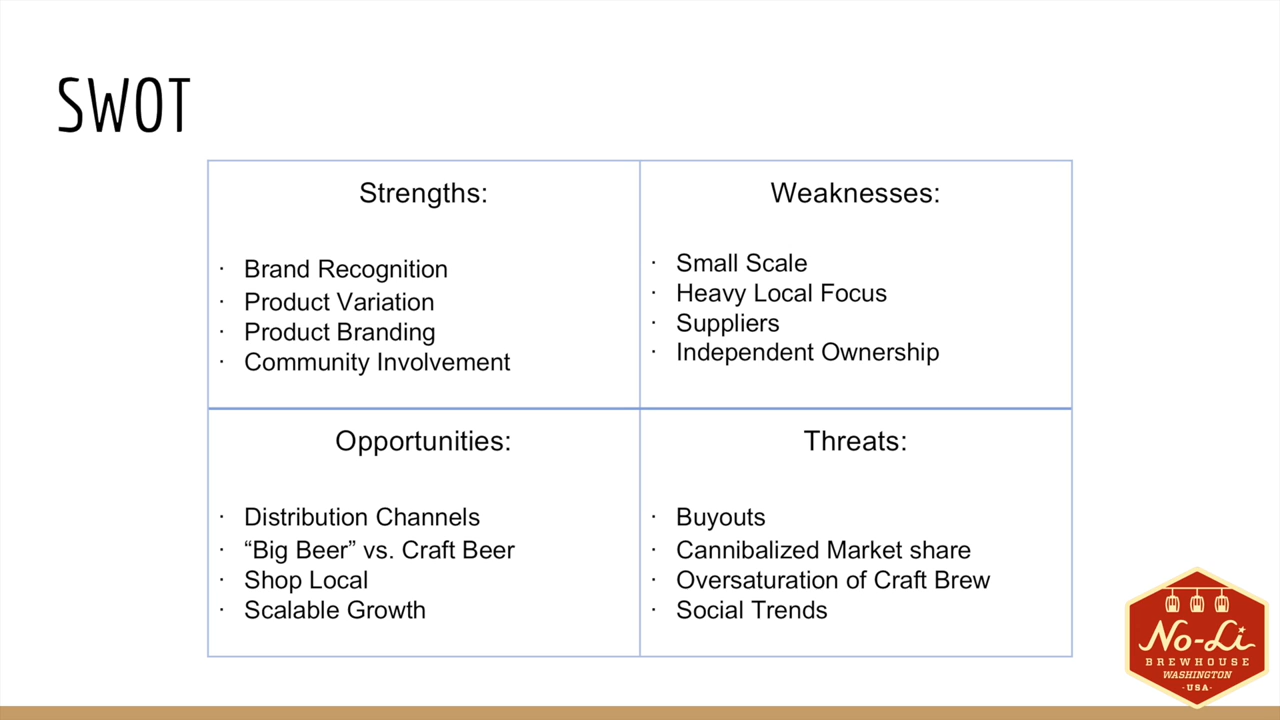 SWOT
Strengths:
· Brand Recognition
· Product Variation
· Product Branding
· Community Involvement
Weaknesses:
· Small Scale
· Heavy Local Focus
· Suppliers
· Independent Ownership
Opportunities:
· Distribution Channels
· “Big Beer” vs. Craft Beer
· Shop Local
· Scalable Growth
Threats:
· Buyouts
· Cannibalized Market share
· Oversaturation of Craft Brew
· Social Trends
No-Li
BREWHOUSE
WASHINGTON
-USA-